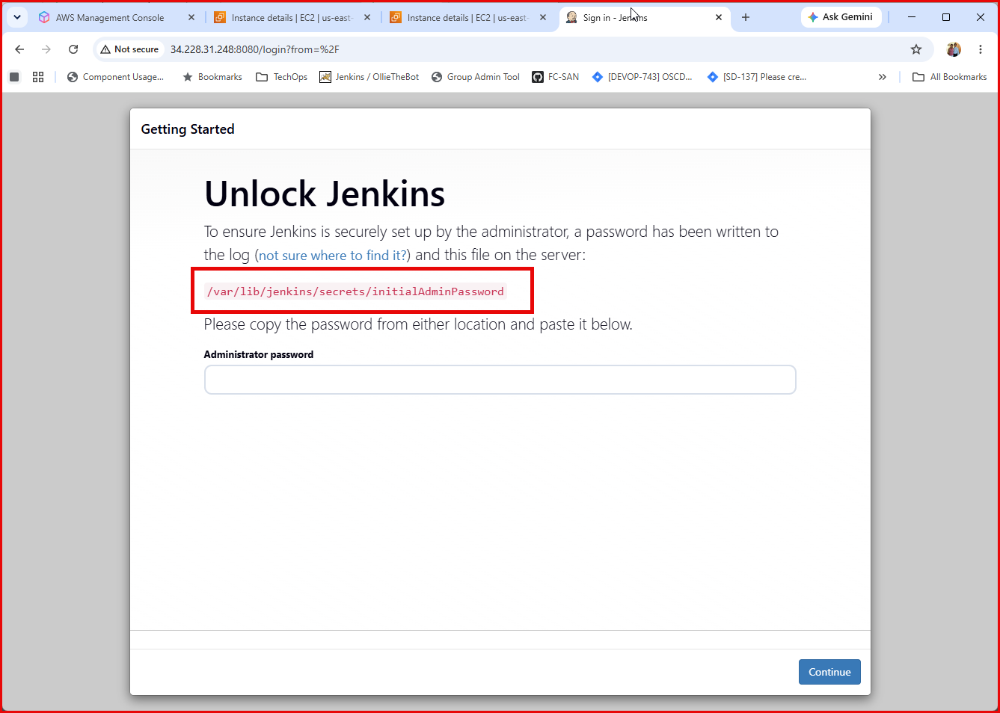 AWS Management Console
Instance details | EC2 | us-east-
Instance details | EC2 | us-east-
Sign in - Jenkins
Ask Gemini
Not secure
34.228.31.248:8080/login?from=%2F
Component Usage...
Bookmarks
TechOps
Jenkins / OllieTheBot
Group Admin Tool
FC-SAN
[DEVOP-743] OSCD...
[SD-137] Please cre...
All Bookmarks
Getting Started
Unlock Jenkins
To ensure Jenkins is securely set up by the administrator, a password has been written to
the log (not sure where to find it?) and this file on the server:
/var/lib/jenkins/secrets/initialAdminPassword
Please copy the password from either location and paste it below.
Administrator password
Continue